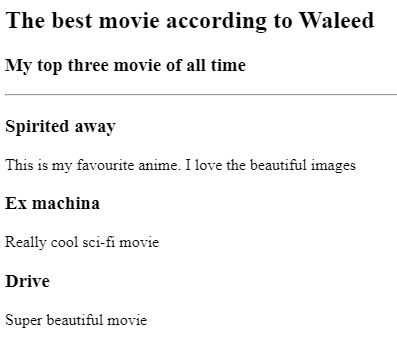 The best movie according to Waleed
My top three movie of all time
Spirited away
This is my favourite anime. I love the beautiful images
Ex machina
Really cool sci-fi movie
Drive
Super beautiful movie